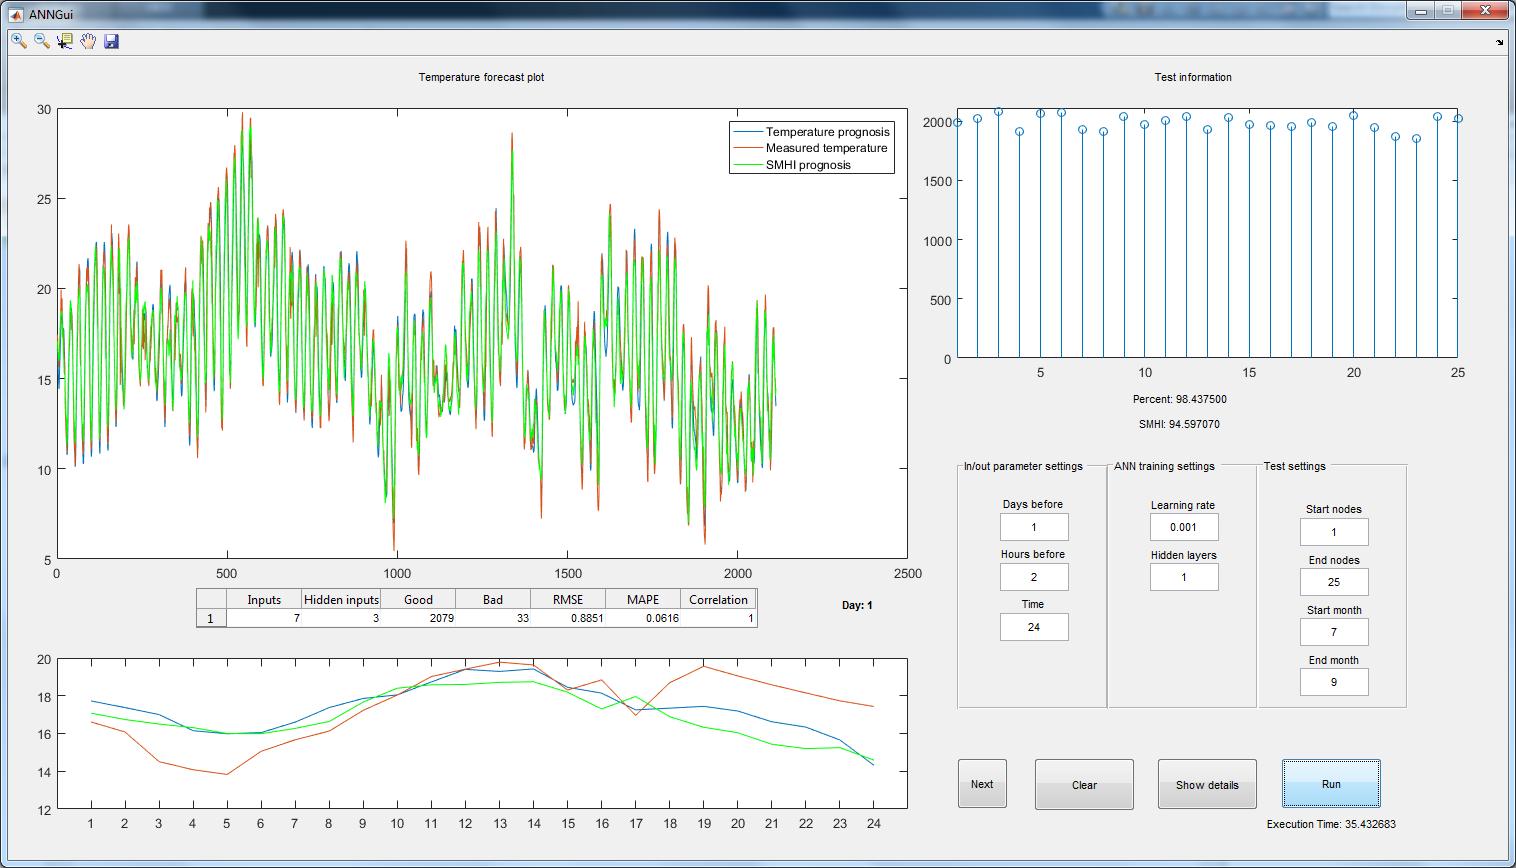 ANNGui
Temperature forecast plot
30
25
20
15
10
5
0 500 1000 1500 2000 2500
Temperature prognosis
Measured temperature
SMHI prognosis
Inputs Hidden inputs Good Bad RMSE MAPE Correlation
1 7 3 2079 33 0.8851 0.0616 1
Day: 1
20
18
16
14
12
1 2 3 4 5 6 7 8 9 10 11 12 13 14 15 16 17 18 19 20 21 22 23 24
Test information
2000
1500
1000
500
0
5 10 15 20 25
Percent: 98.437500
SMHI: 94.597070
In/out parameter settings
Days before
1
Hours before
2
Time
24
ANN training settings
Learning rate
0.001
Hidden layers
1
Test settings
Start nodes
1
End nodes
25
Start month
7
End month
9
Next
Clear
Show details
Run
Execution Time: 35.432683